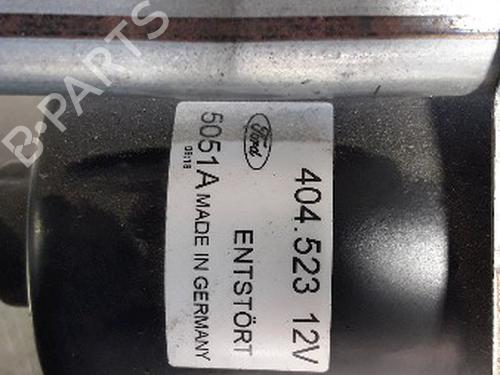 B-PARTS
Ford
404.523 12V
ENTSTÖRT
5051A MADE IN GERMANY